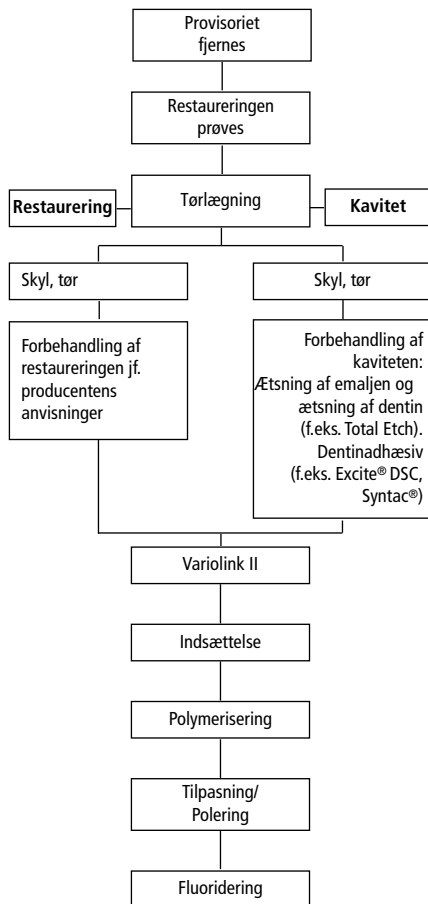 Provisoriet
fjernes
Restaureringen
prøves
Restaurering
Tørlægning
Kavitet
Skyl, tør
Skyl, tør
Forbehandling af
restaureringen jf.
producentens
anvisninger
Forbehandling af
kaviteten:
Ætsning af emaljen og
ætsning af dentin
(f.eks. Total Etch).
Dentinadhæsiv
(f.eks. Excite® DSC,
Syntac®)
Variolink II
Indsættelse
Polymerisering
Tilpasning/
Polering
Fluoridering